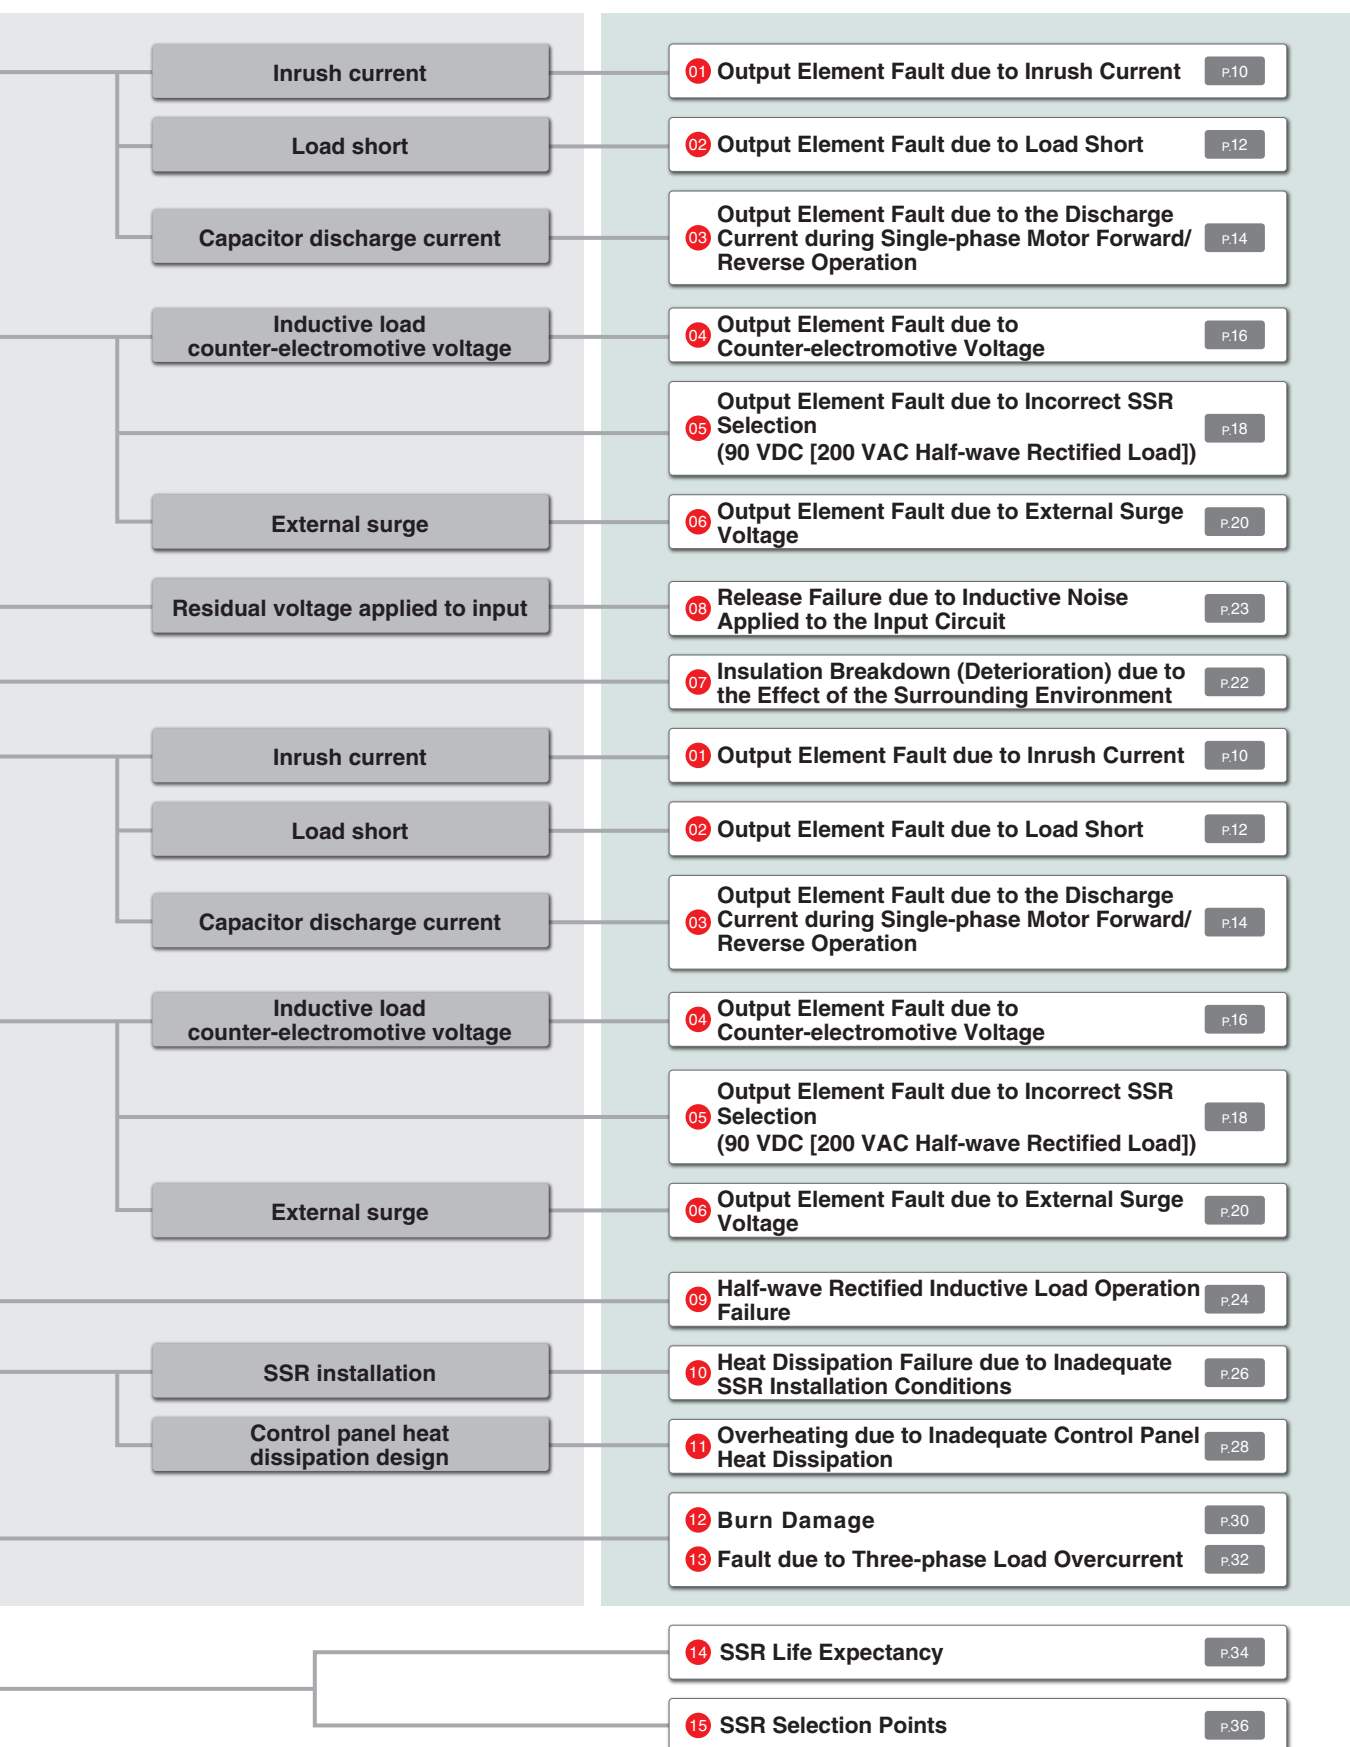 Inrush current
01 Output Element Fault due to Inrush Current P.10
Load short
02 Output Element Fault due to Load Short P.12
Capacitor discharge current
03 Output Element Fault due to the Discharge
Current during Single-phase Motor Forward/
Reverse Operation
P.14
Inductive load
counter-electromotive voltage
04 Output Element Fault due to
Counter-electromotive Voltage
P.16
05 Output Element Fault due to Incorrect SSR
Selection
(90 VDC [200 VAC Half-wave Rectified Load])
P.18
External surge
06 Output Element Fault due to External Surge
Voltage
P.20
Residual voltage applied to input
08 Release Failure due to Inductive Noise
Applied to the Input Circuit
P.23
07 Insulation Breakdown (Deterioration) due to
the Effect of the Surrounding Environment
P.22
Inrush current
01 Output Element Fault due to Inrush Current P.10
Load short
02 Output Element Fault due to Load Short P.12
Capacitor discharge current
03 Output Element Fault due to the Discharge
Current during Single-phase Motor Forward/
Reverse Operation
P.14
Inductive load
counter-electromotive voltage
04 Output Element Fault due to
Counter-electromotive Voltage
P.16
05 Output Element Fault due to Incorrect SSR
Selection
(90 VDC [200 VAC Half-wave Rectified Load])
P.18
External surge
06 Output Element Fault due to External Surge
Voltage
P.20
09 Half-wave Rectified Inductive Load Operation
Failure
P.24
SSR installation
10 Heat Dissipation Failure due to Inadequate
SSR Installation Conditions
P.26
Control panel heat
dissipation design
11 Overheating due to Inadequate Control Panel
Heat Dissipation
P.28
12 Burn Damage P.30
13 Fault due to Three-phase Load Overcurrent P.32
14 SSR Life Expectancy P.34
15 SSR Selection Points P.36